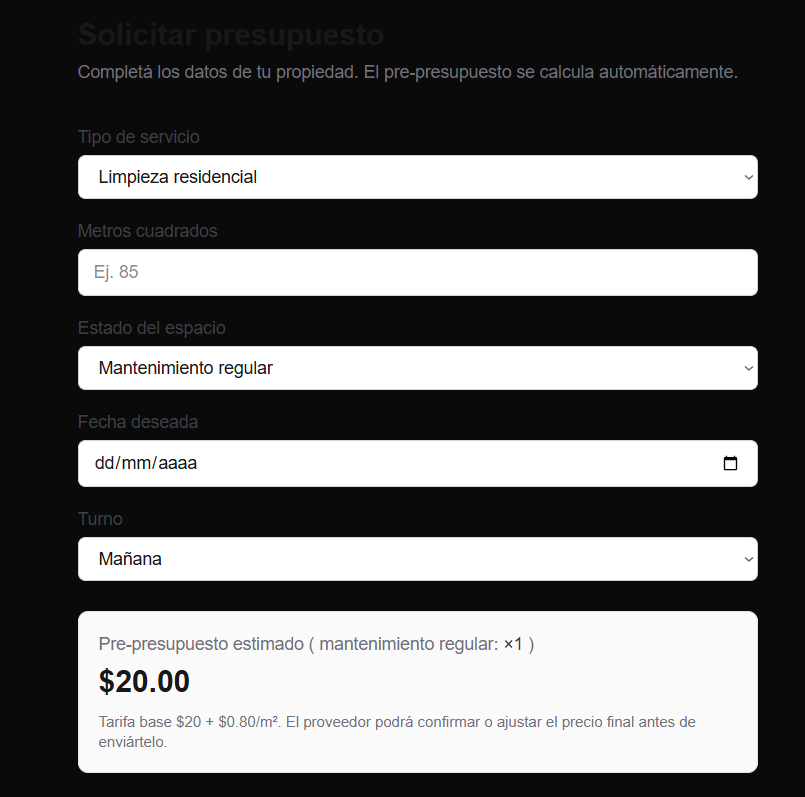 Solicitar presupuesto
Completá los datos de tu propiedad. El pre-presupuesto se calcula automáticamente.
Tipo de servicio
Limpieza residencial
Metros cuadrados
Ej. 85
Estado del espacio
Mantenimiento regular
Fecha deseada
dd/mm/aaaa
Turno
Mañana
Pre-presupuesto estimado ( mantenimiento regular: ×1 )
$20.00
Tarifa base $20 + $0.80/m². El proveedor podrá confirmar o ajustar el precio final antes de
enviártelo.